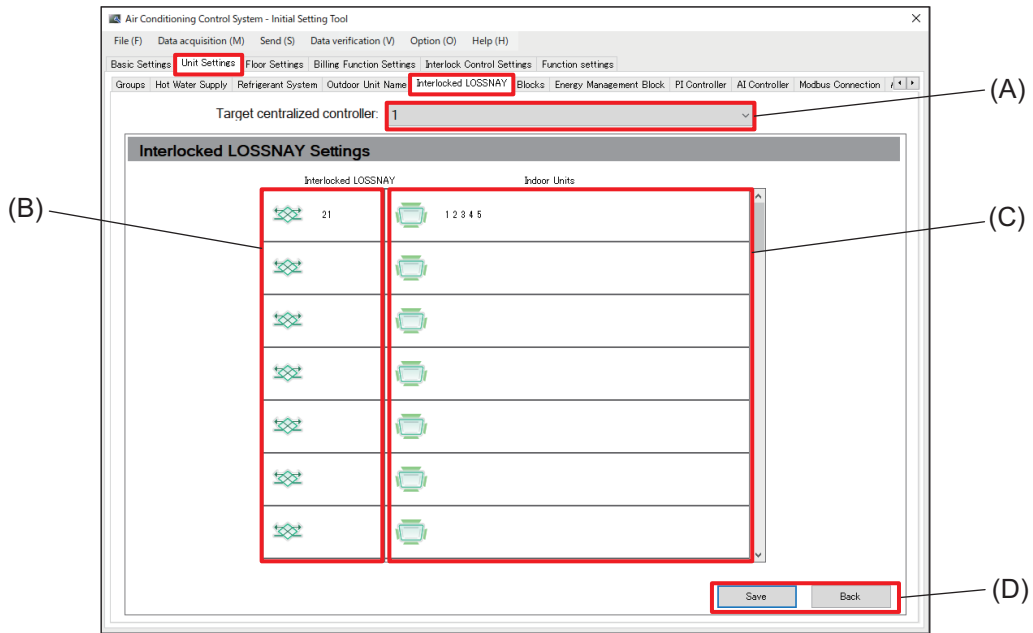 Air Conditioning Control System - Initial Setting Tool
File (F) Data acquisition (M) Send (S) Data verification (V) Option (O) Help (H)
Basic Settings Unit Settings Floor Settings Billing Function Settings Interlock Control Settings Function settings
Groups Hot Water Supply Refrigerant System Outdoor Unit Name Interlocked LOSSNAY Blocks Energy Management Block PI Controller AI Controller Modbus Connection
(A)
Target centralized controller: 1
Interlocked LOSSNAY Settings
Interlocked LOSSNAY Indoor Units
(B)
21 1 2 3 4 5
(C)
Save Back
(D)